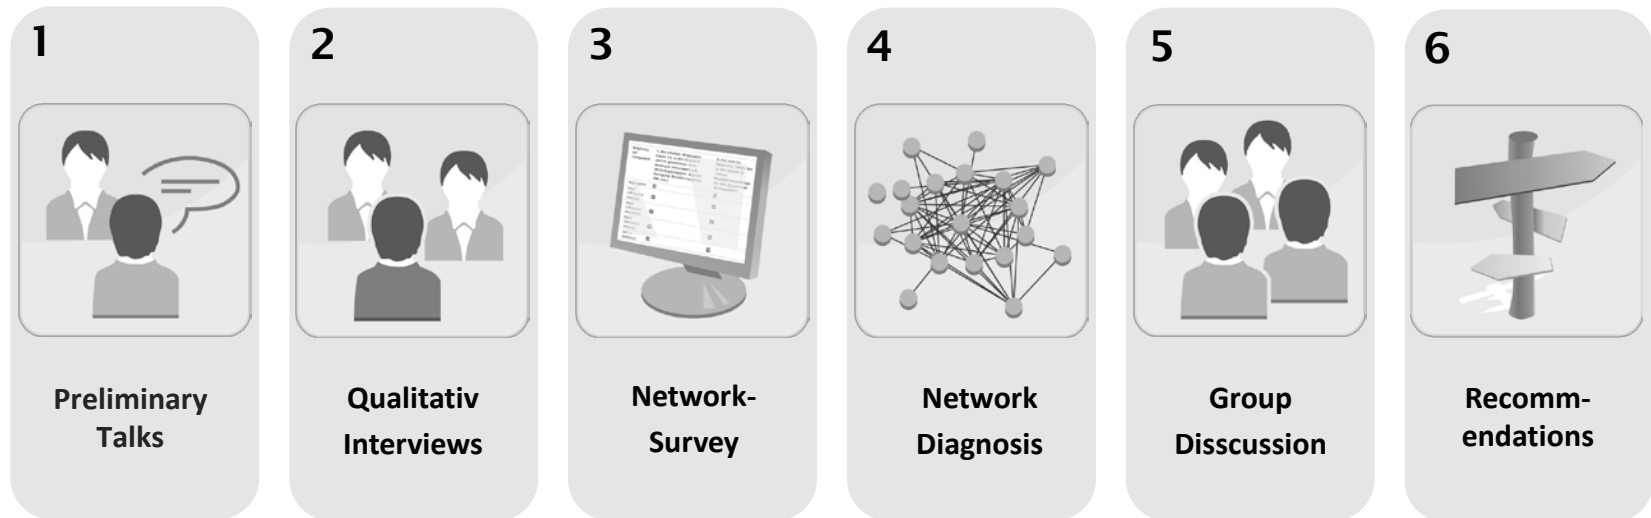 1
Preliminary
Talks
2
Qualitativ
Interviews
3
Network-
Survey
4
Network
Diagnosis
5
Group
Disscussion
6
Recomm-
endations